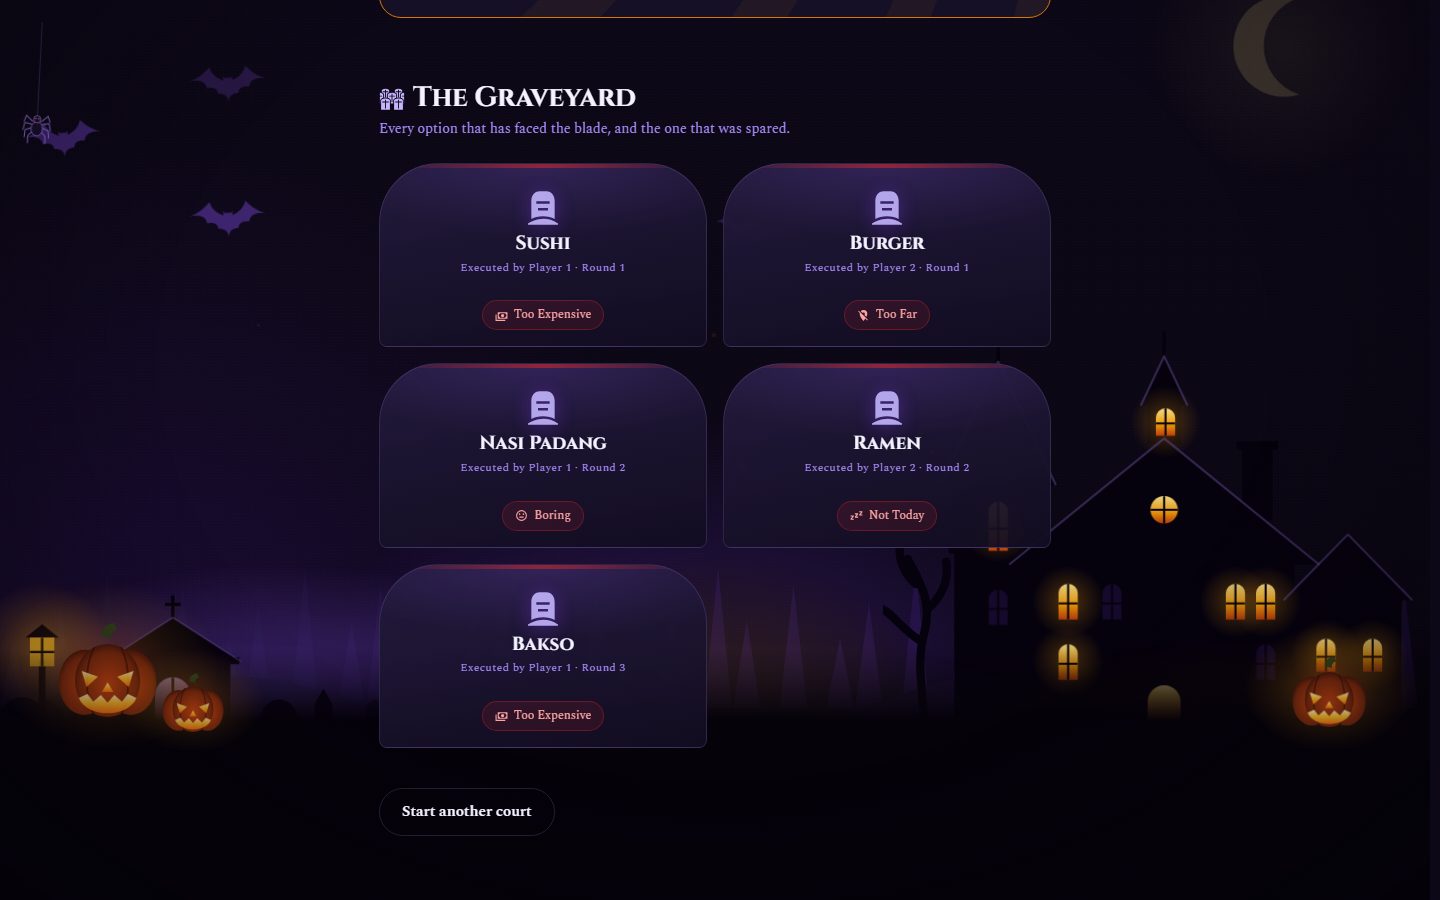 The Graveyard
Every option that has faced the blade, and the one that was spared.
Sushi
Executed by Player 1 · Round 1
Too Expensive
Burger
Executed by Player 2 · Round 1
Too Far
Nasi Padang
Executed by Player 1 · Round 2
Boring
Ramen
Executed by Player 2 · Round 2
zzz Not Today
Bakso
Executed by Player 1 · Round 3
Too Expensive
Start another court